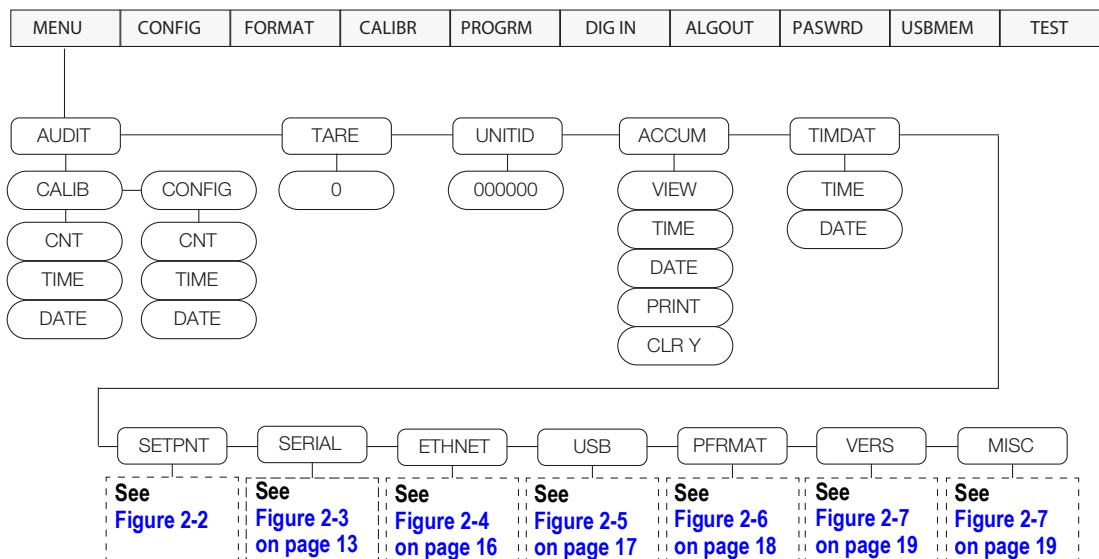 MENU CONFIG FORMAT CALIBR PROGRM DIG IN ALGOUT PASWRD USBMEM TEST
AUDIT TARE UNITID ACCUM TIMDAT
CALIB CONFIG 0 000000 VIEW TIME
CNT CNT TIME DATE
TIME TIME DATE
DATE DATE PRINT
CLR Y
SETPNT SERIAL ETHNET USB PFRMAT VERS MISC
See See See See See See See
Figure 2-2 Figure 2-3 Figure 2-4 Figure 2-5 Figure 2-6 Figure 2-7 Figure 2-7
on page 13 on page 16 on page 17 on page 18 on page 19 on page 19